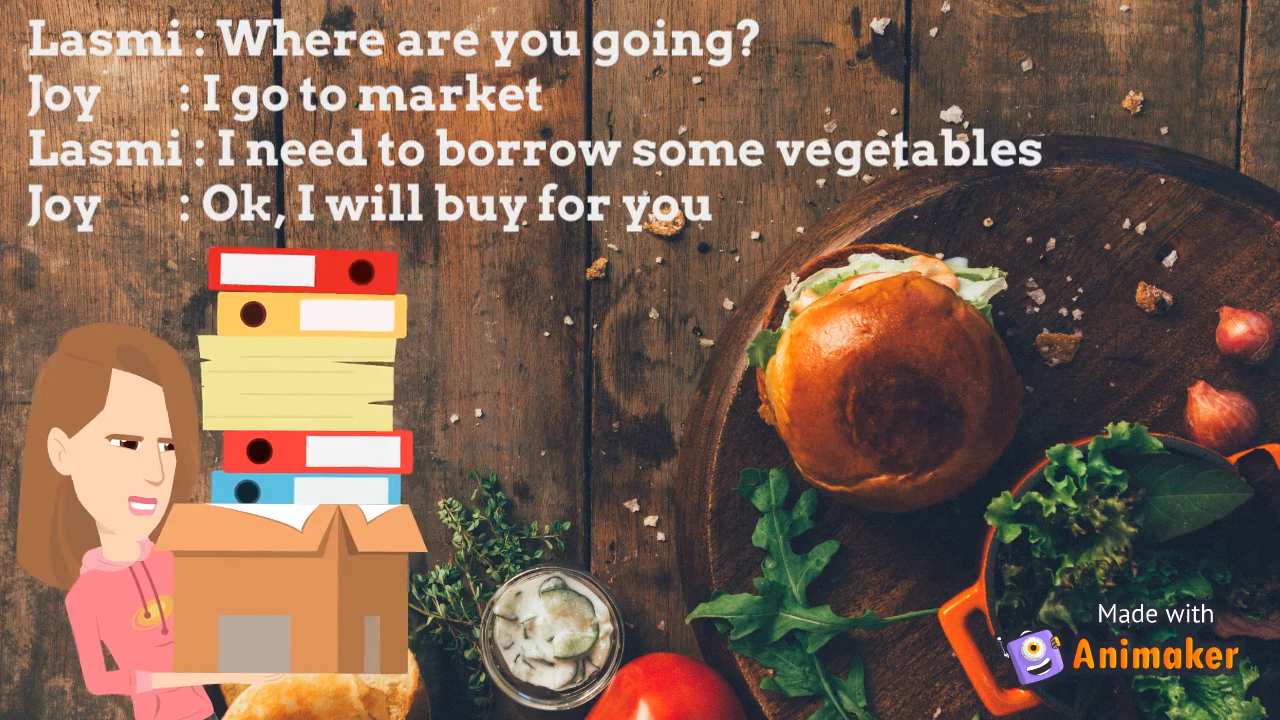 Lasmi : Where are you going?
Joy : I go to market
Lasmi : I need to borrow some vegetables
Joy : Ok, I will buy for you
Made with
Animaker